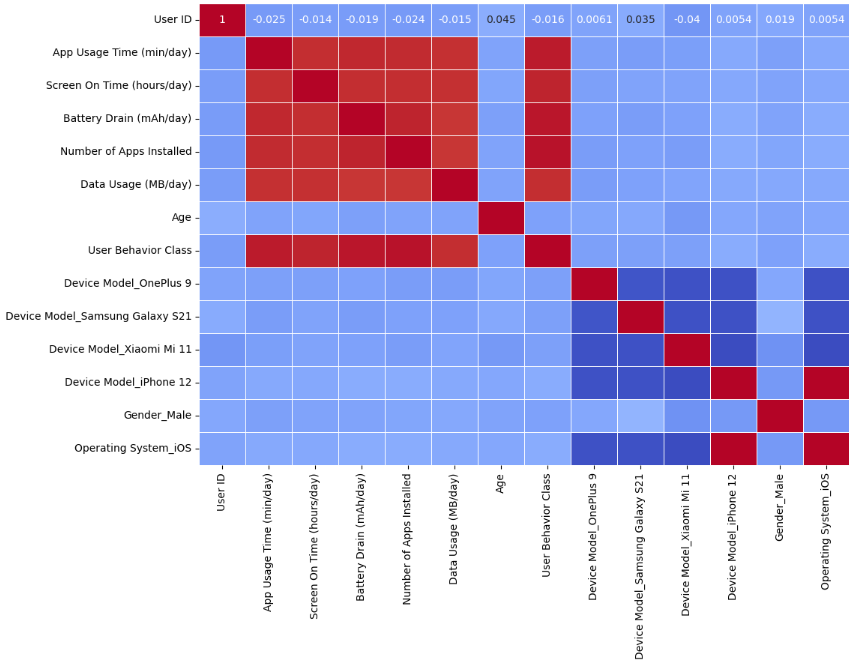 User ID
1 -0.025 -0.014 -0.019 -0.024 -0.015 0.045 -0.016 0.0061 0.035 -0.04 0.0054 0.019 0.0054
App Usage Time (min/day)
Screen On Time (hours/day)
Battery Drain (mAh/day)
Number of Apps Installed
Data Usage (MB/day)
Age
User Behavior Class
Device Model_OnePlus 9
Device Model_Samsung Galaxy S21
Device Model_Xiaomi Mi 11
Device Model_iPhone 12
Gender_Male
Operating System_iOS
User ID
App Usage Time (min/day)
Screen On Time (hours/day)
Battery Drain (mAh/day)
Number of Apps Installed
Data Usage (MB/day)
Age
User Behavior Class
Device Model_OnePlus 9
Device Model_Samsung Galaxy S21
Device Model_Xiaomi Mi 11
Device Model_iPhone 12
Gender_Male
Operating System_iOS